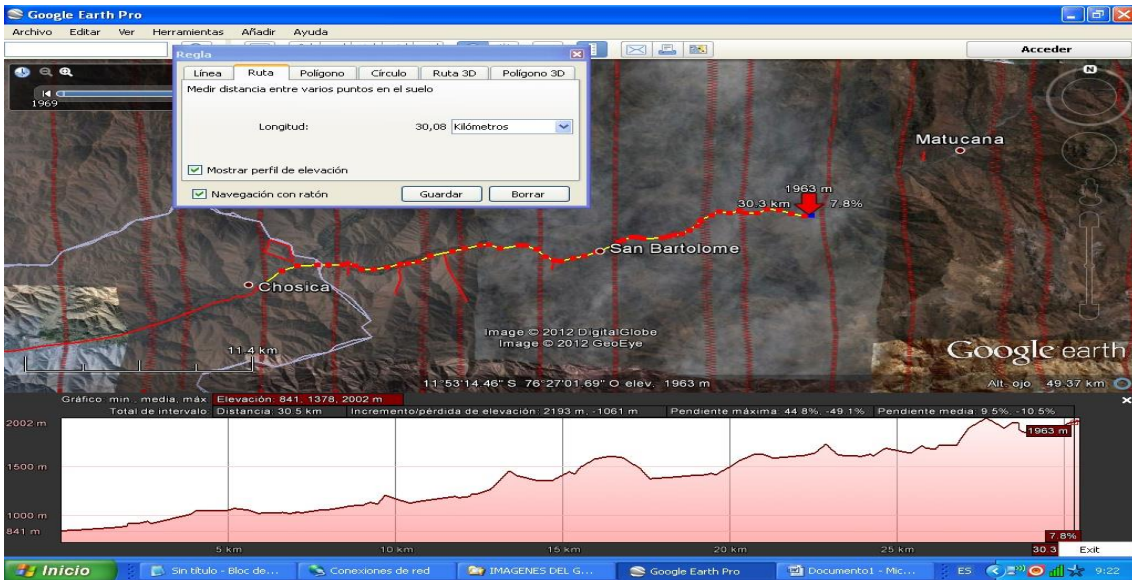 Google Earth Pro
Archivo Editar Ver Herramientas Añadir Ayuda
Acceder
Regla
Línea Ruta Polígono Círculo Ruta 3D Polígono 3D
Medir distancia entre varios puntos en el suelo
Longitud: 30,08 Kilómetros
Mostrar perfil de elevación
Navegación con ratón Guardar Borrar
1969
N
Matucana
1963 m
30.3 km 7.8%
San Bartolome
Chosica
Image © 2012 DigitalGlobe
Image © 2012 GeoEye
11.4 km
Google earth
11°53'14.46" S 76°27'01.69" O elev. 1963 m
Alt. ojo 49.37 km
Gráfico: min., media, máx Elevación: 841, 1378, 2002 m
Total de intervalo: Distancia: 30.5 km Incremento/pérdida de elevación: 2193 m, -1061 m Pendiente máxima: 44.8%, -49.1% Pendiente media: 9.5%, -10.5%
2002 m
1963 m
1500 m
1000 m
841 m
7.8%
5 km 10 km 15 km 20 km 25 km 30.3 Exit
Inicio Sin título - Bloc de... Conexiones de red IMAGENES DEL G... Google Earth Pro Documento1 - Mic... ES 9:22